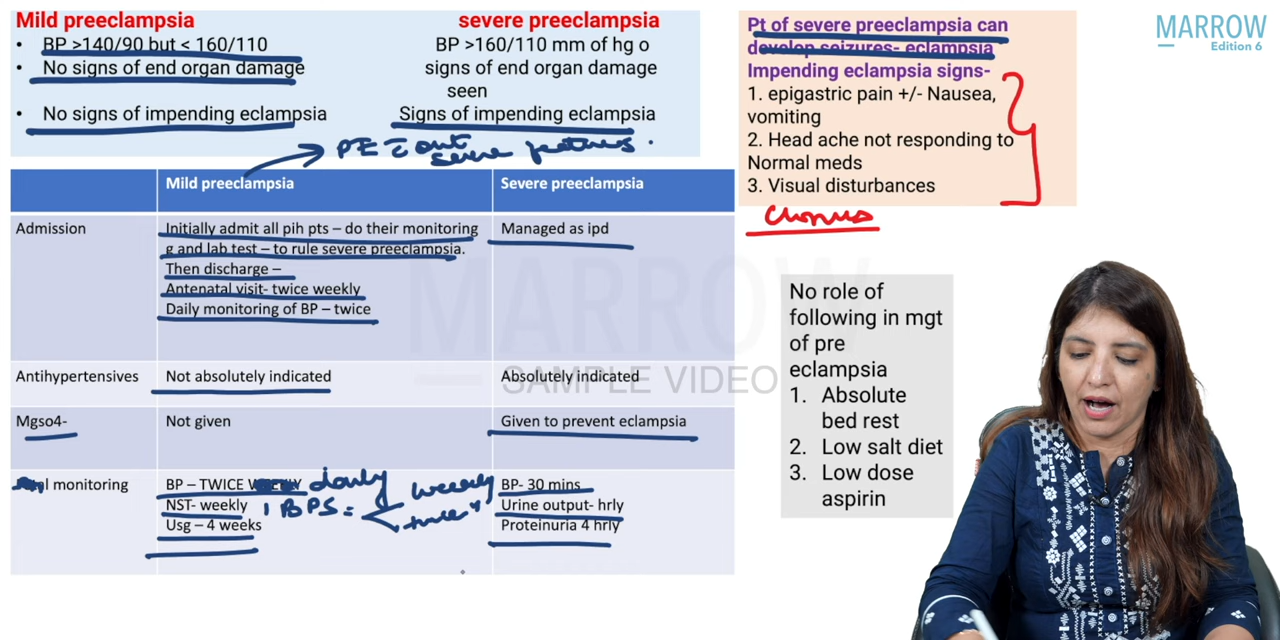 Mild preeclampsia
• BP >140/90 but < 160/110
• No signs of end organ damage
• No signs of impending eclampsia
severe preeclampsia
BP >160/110 mm of hg o
signs of end organ damage
seen
Signs of impending eclampsia
PE c out
severe features.
Pt of severe preeclampsia can
develop seizures- eclampsia
Impending eclampsia signs-
1. epigastric pain +/- Nausea,
vomiting
2. Head ache not responding to
Normal meds
3. Visual disturbances
Clonus
MARROW
Edition 6
Mild preeclampsia
Severe preeclampsia
Admission
Initially admit all pih pts – do their monitoring
g and lab test – to rule severe preeclampsia.
Then discharge –
Antenatal visit- twice weekly
Daily monitoring of BP – twice
Managed as ipd
Antihypertensives
Not absolutely indicated
Absolutely indicated
Mgso4-
Not given
Given to prevent eclampsia
monitoring
BP – TWICE WEEKLY
daily
NST- weekly
BPS =
weekly
twice
Usg – 4 weeks
BP- 30 mins
Urine output- hrly
Proteinuria 4 hrly
No role of
following in mgt
of pre
eclampsia
1. Absolute
bed rest
2. Low salt diet
3. Low dose
aspirin
MARROW
SAMPLE VIDEO